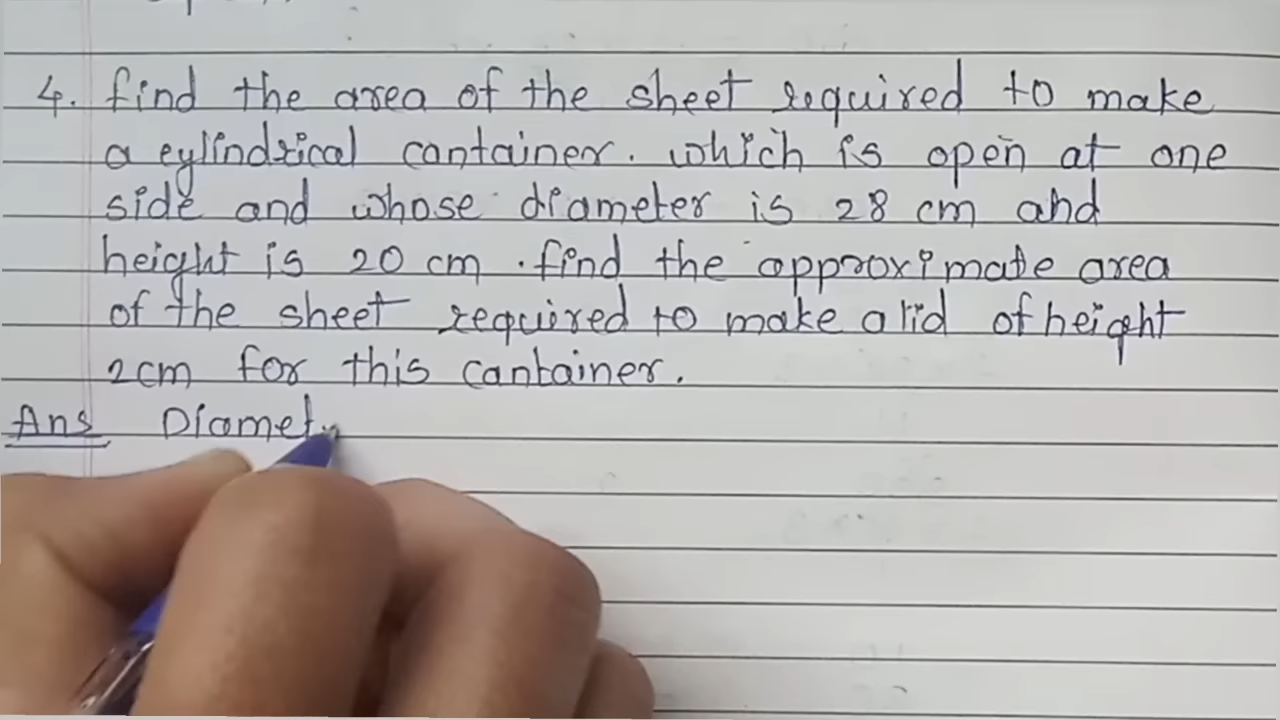 4. find the area of the sheet required to make
a cylindrical cantainer. which is open at one
side and whose diameter is 28 cm and
height is 20 cm. find the approximate area
of the sheet required to make a lid of height
2cm for this cantainer.
Ans Diamet